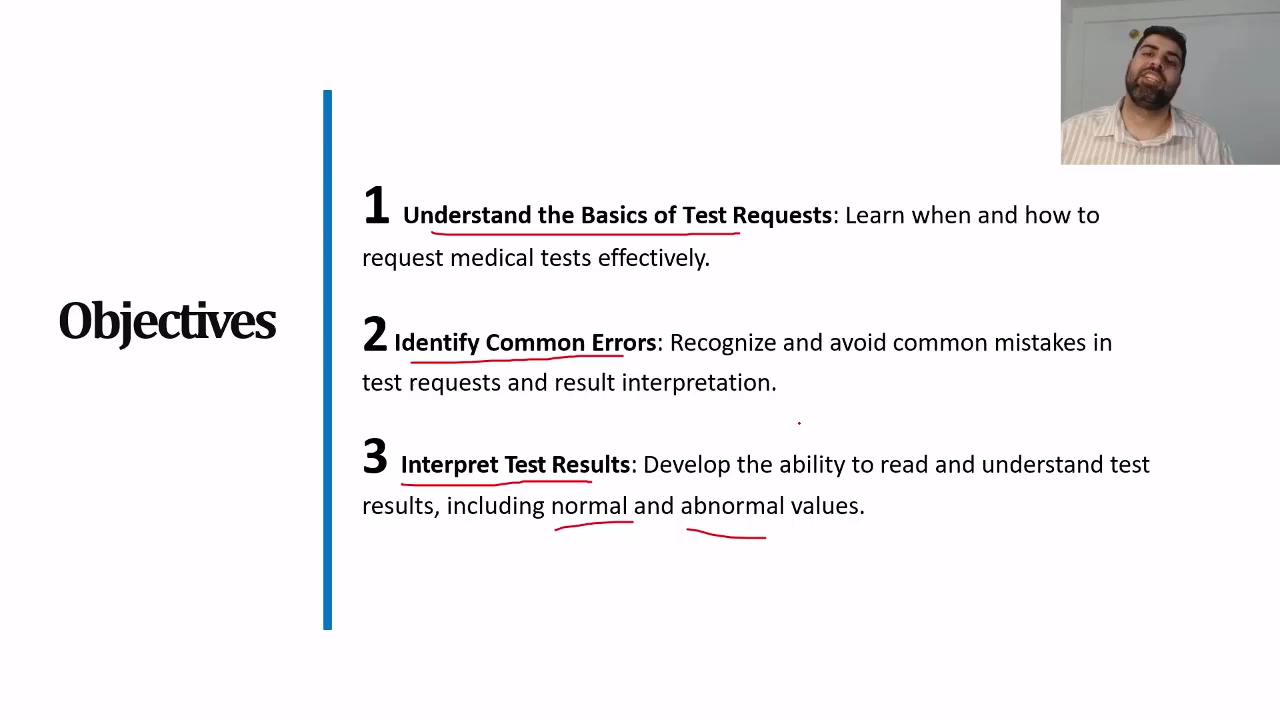 Objectives
1 Understand the Basics of Test Requests: Learn when and how to
request medical tests effectively.
2 Identify Common Errors: Recognize and avoid common mistakes in
test requests and result interpretation.
3 Interpret Test Results: Develop the ability to read and understand test
results, including normal and abnormal values.